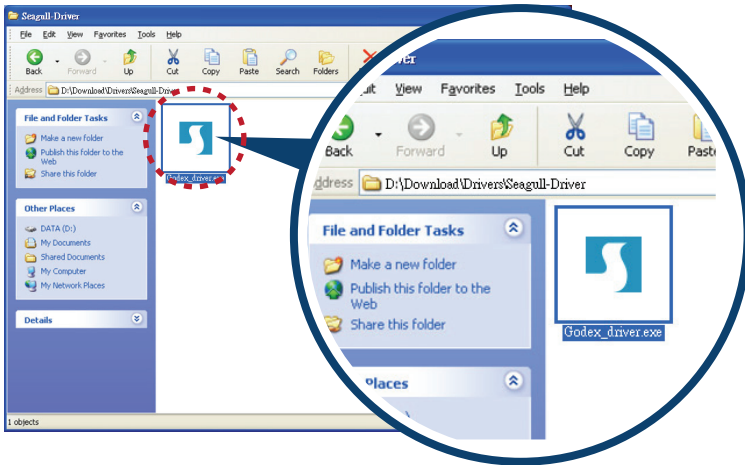 Seagull-Driver
File Edit View Favorites Tools Help
Back Forward Up Cut Copy Paste Search Folders
Address D:\Download\Drivers\Seagull-Driver
File and Folder Tasks
Make a new folder
Publish this folder to the
Web
Share this folder
Other Places
DATA (D:)
My Documents
Shared Documents
My Computer
My Network Places
Details
Godex_driver.exe
1 objects
View Favorites Tools Help
Back Forward Up Cut Copy
D:\Download\Drivers\Seagull-Driver
File and Folder Tasks
Make a new folder
Publish this folder to the
Web
Share this folder
Places
Godex_driver.exe